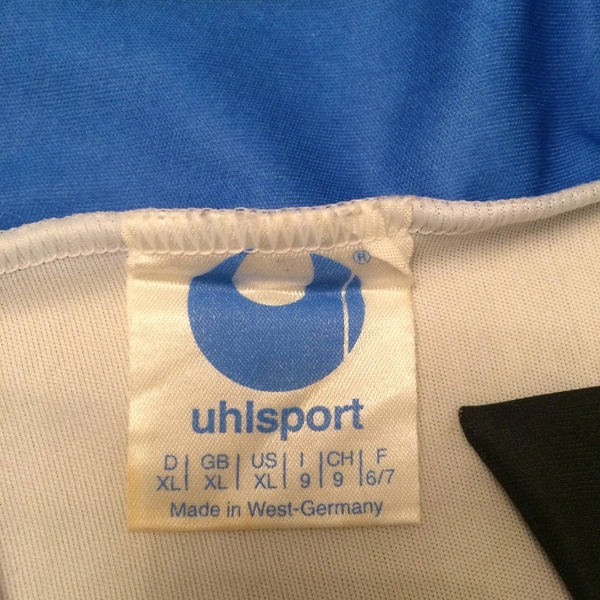 ®
uhlsport
D | GB | US | I | CH | F
XL | XL | XL | 9 | 9 | 6/7
Made in West-Germany